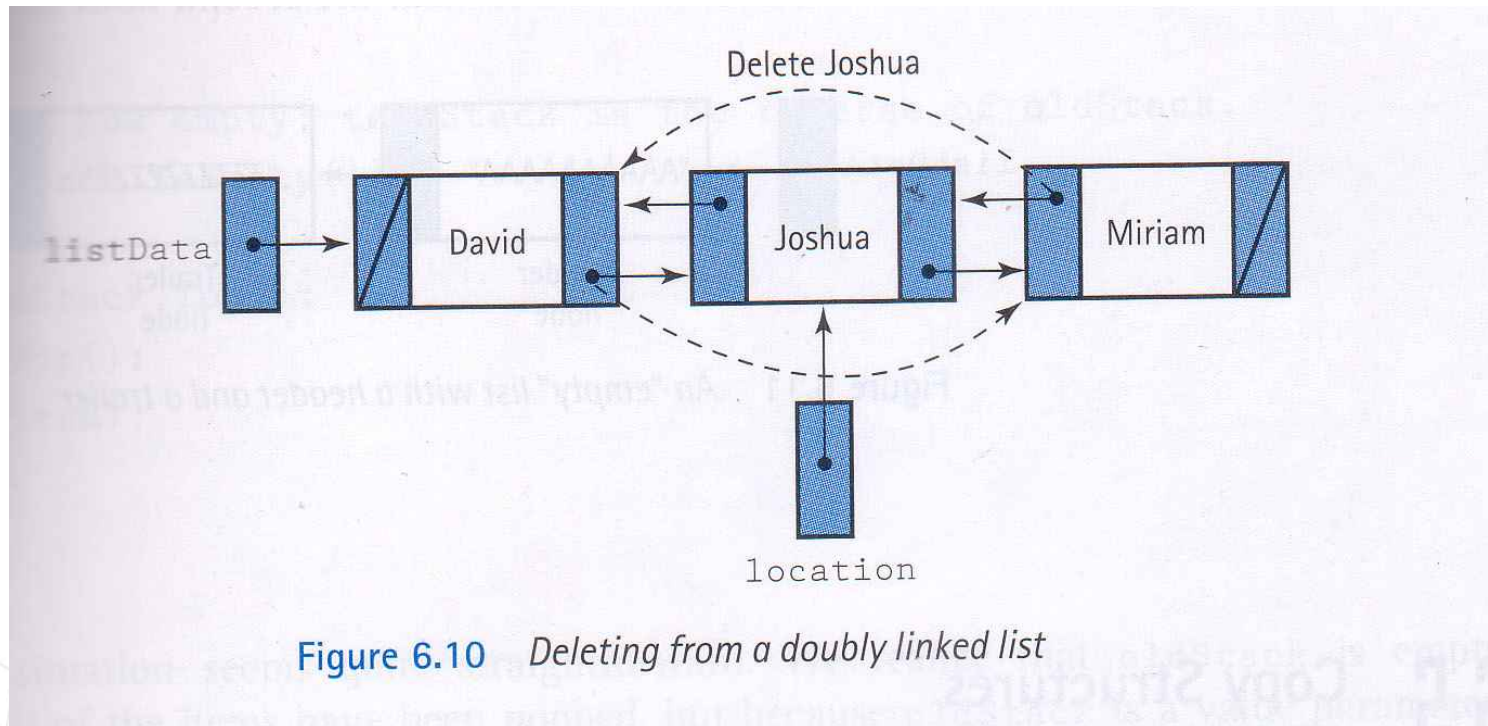 Delete Joshua
listData
David
Joshua
Miriam
location
Figure 6.10 Deleting from a doubly linked list